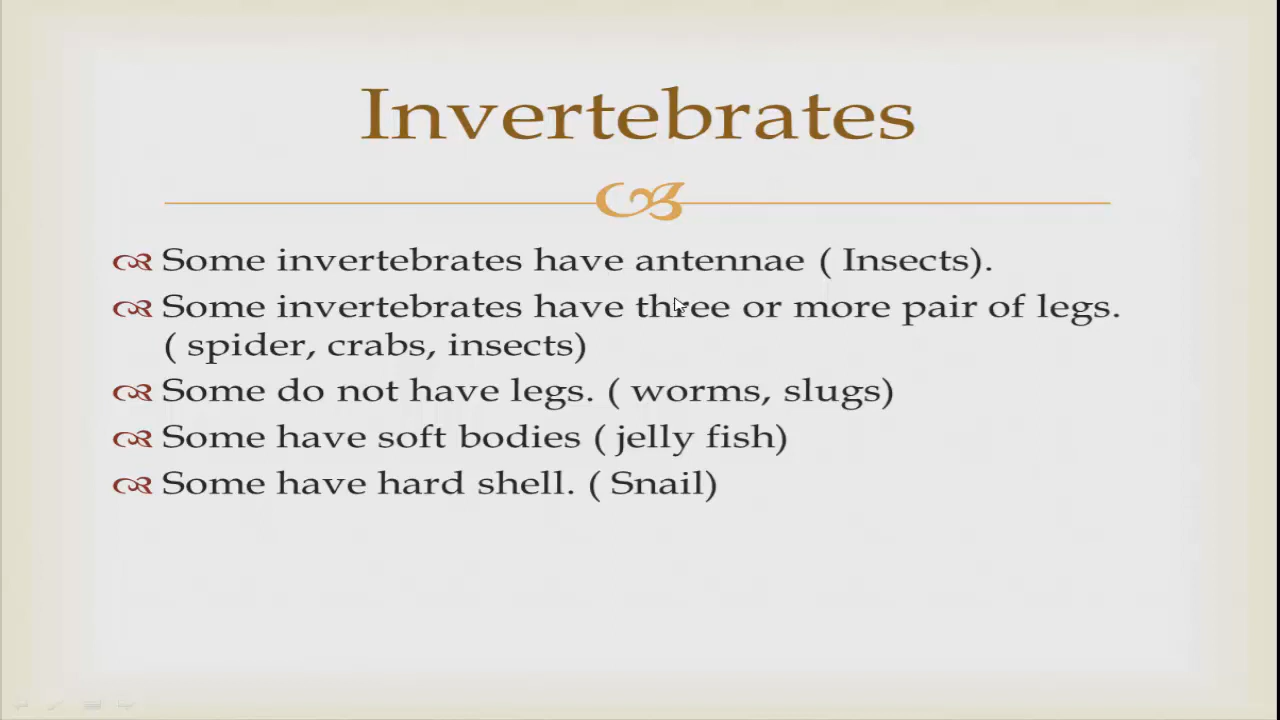 Invertebrates
Some invertebrates have antennae ( Insects).
Some invertebrates have three or more pair of legs.
( spider, crabs, insects)
Some do not have legs. ( worms, slugs)
Some have soft bodies ( jelly fish)
Some have hard shell. ( Snail)